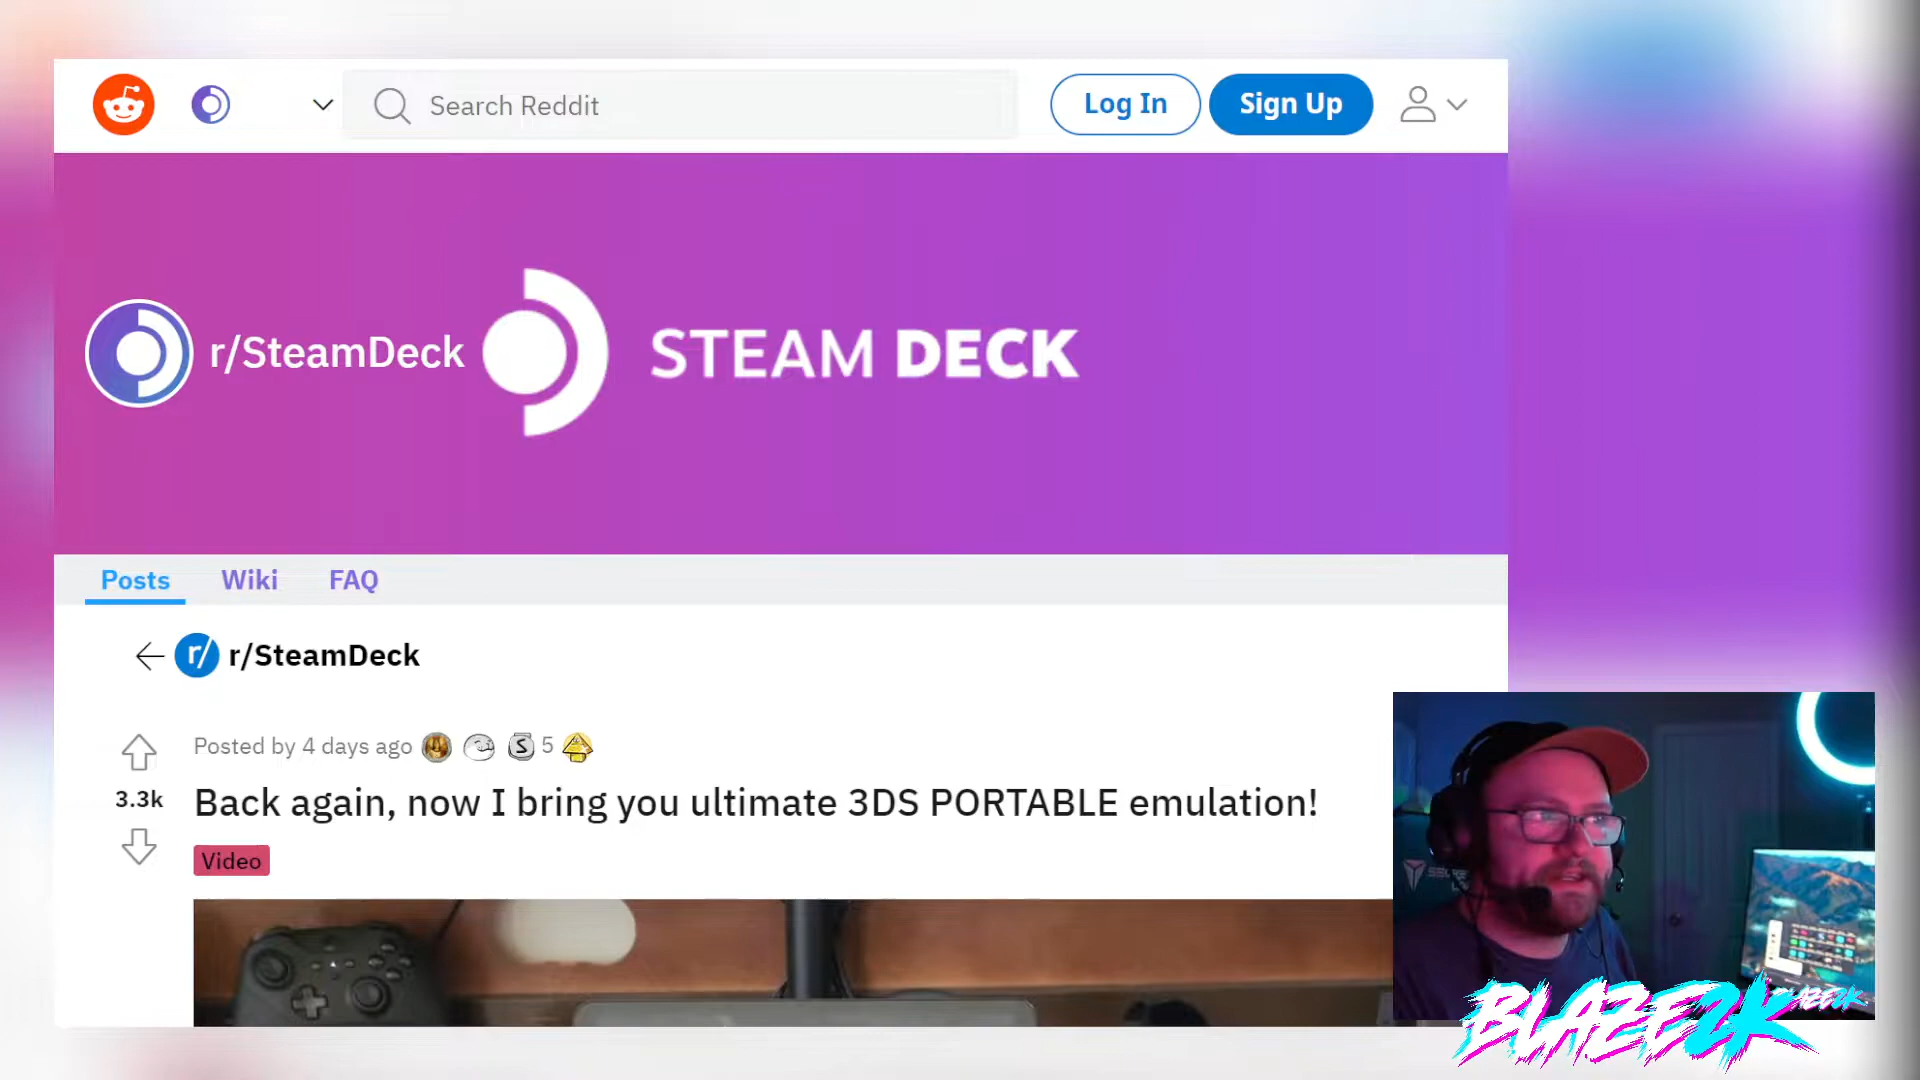 Search Reddit
Log In
Sign Up
r/SteamDeck
STEAM DECK
Posts
Wiki
FAQ
r/
r/SteamDeck
Posted by 4 days ago
S
5
3.3k
Back again, now I bring you ultimate 3DS PORTABLE emulation!
Video
BLAZE2K